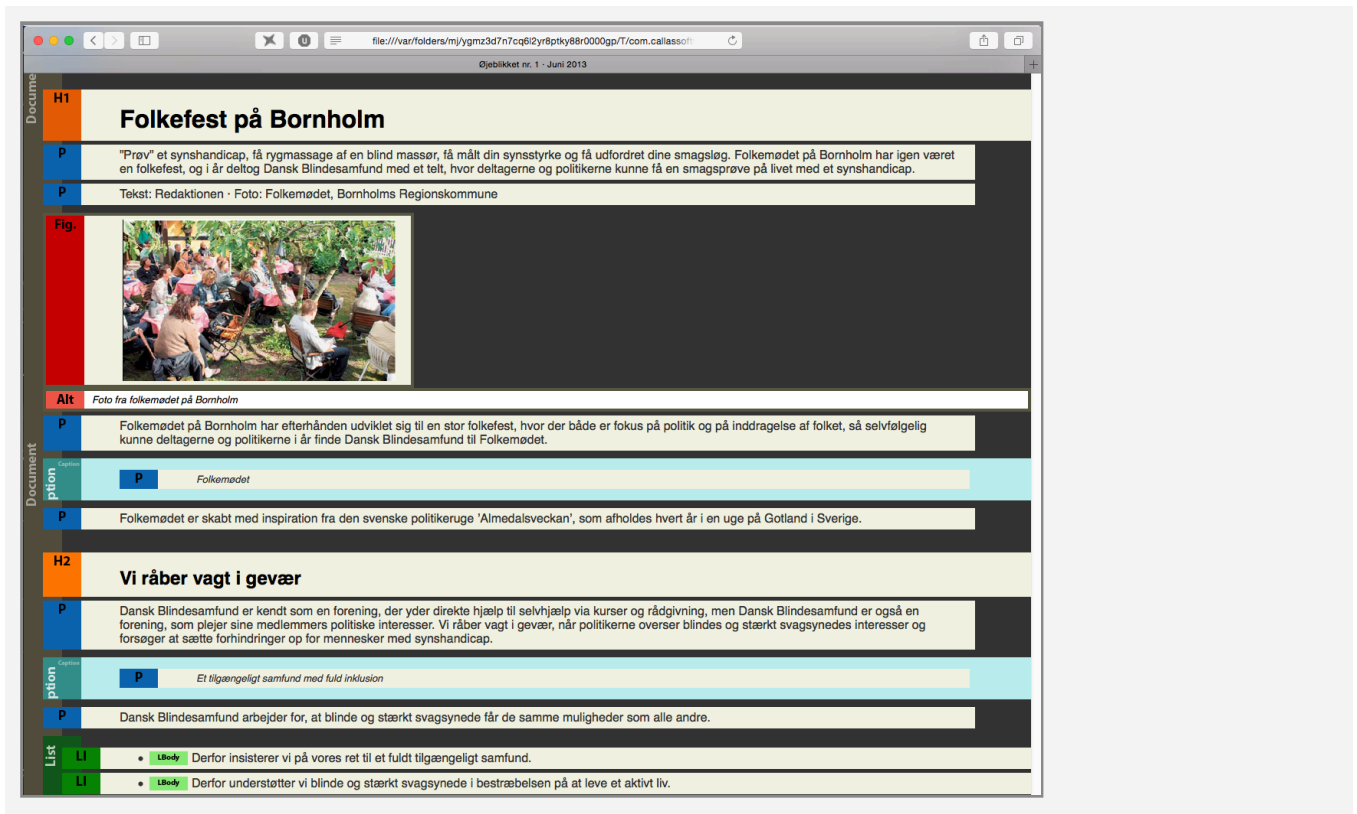 file:///var/folders/mj/ygmz3d7n7cq6l2yr8ptky88r0000gp/T/com.callassoft
Øjeblikket nr. 1 - Juni 2013
Docume
H1
Folkefest på Bornholm
P
"Prøv" et synshandicap, få rygmassage af en blind massør, få målt din synsstyrke og få udfordret dine smagsløg. Folkemødet på Bornholm har igen været
en folkefest, og i år deltog Dansk Blindesamfund med et telt, hvor deltagerne og politikerne kunne få en smagsprøve på livet med et synshandicap.
P
Tekst: Redaktionen · Foto: Folkemødet, Bornholms Regionskommune
Fig.
Alt
Foto fra folkemødet på Bornholm
P
Folkemødet på Bornholm har efterhånden udviklet sig til en stor folkefest, hvor der både er fokus på politik og på inddragelse af folket, så selvfølgelig
kunne deltagerne og politikerne i år finde Dansk Blindesamfund til Folkemødet.
Document
ption
Caption
P
Folkemødet
P
Folkemødet er skabt med inspiration fra den svenske politikeruge 'Almedalsveckan', som afholdes hvert år i en uge på Gotland i Sverige.
H2
Vi råber vagt i gevær
P
Dansk Blindesamfund er kendt som en forening, der yder direkte hjælp til selvhjælp via kurser og rådgivning, men Dansk Blindesamfund er også en
forening, som plejer sine medlemmers politiske interesser. Vi råber vagt i gevær, når politikerne overser blindes og stærkt svagsynedes interesser og
forsøger at sætte forhindringer op for mennesker med synshandicap.
ption
Caption
P
Et tilgængeligt samfund med fuld inklusion
P
Dansk Blindesamfund arbejder for, at blinde og stærkt svagsynede får de samme muligheder som alle andre.
List
LI
• LBody Derfor insisterer vi på vores ret til et fuldt tilgængeligt samfund.
LI
• LBody Derfor understøtter vi blinde og stærkt svagsynede i bestræbelsen på at leve et aktivt liv.